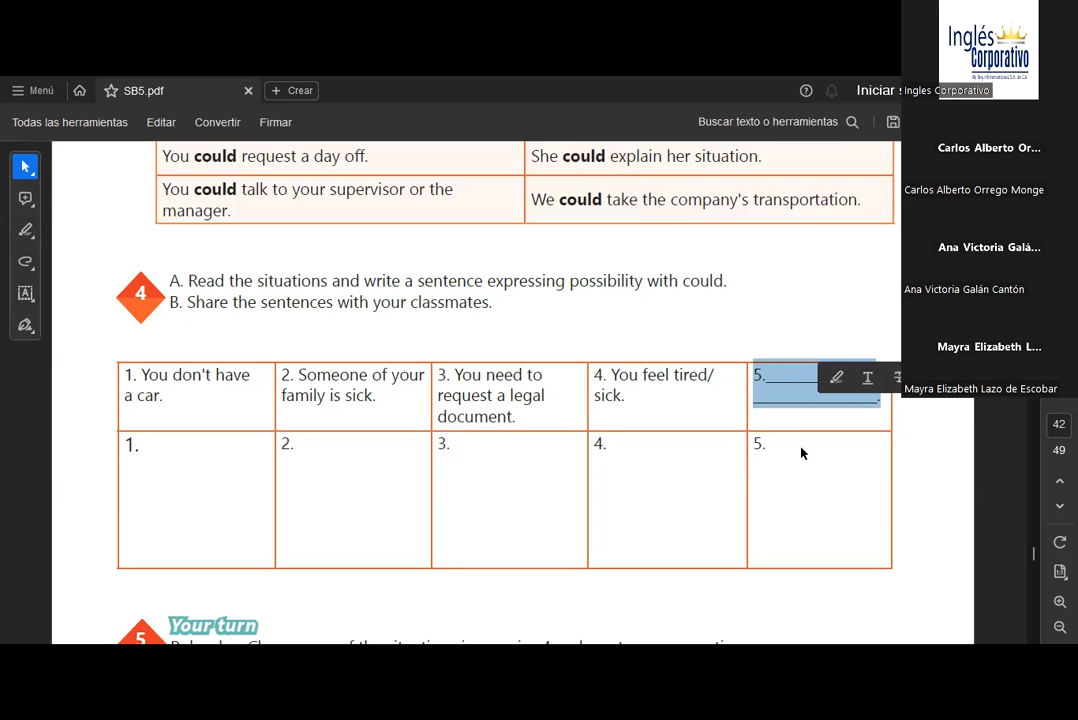 Inglés
Corporativo
Menú
SB5.pdf
Crear
Iniciar s
Ingles Corporativo
Todas las herramientas
Editar
Convertir
Firmar
Buscar texto o herramientas
You could request a day off.
She could explain her situation.
You could talk to your supervisor or the
manager.
We could take the company's transportation.
Carlos Alberto Or...
Carlos Alberto Orrego Monge
Ana Victoria Galá...
Ana Victoria Galán Cantón
Mayra Elizabeth L...
Mayra Elizabeth Lazo de Escobar
4
A. Read the situations and write a sentence expressing possibility with could.
B. Share the sentences with your classmates.
1. You don't have
a car.
2. Someone of your
family is sick.
3. You need to
request a legal
document.
4. You feel tired/
sick.
5.______
____________.
1.
2.
3.
4.
5.
42
49
5
Your turn